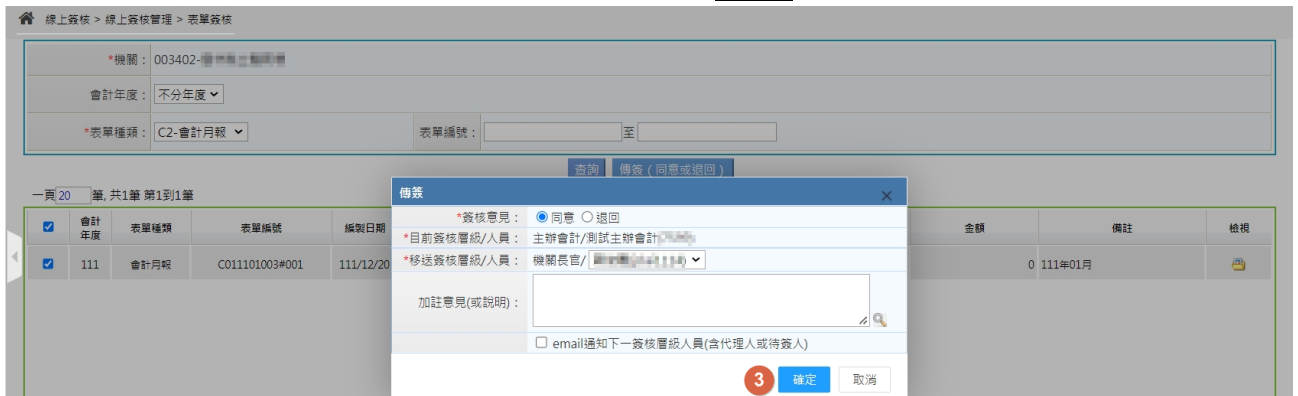 線上簽核 > 線上簽核管理 > 表單簽核
*機關： 003402-
會計年度： 不分年度
*表單種類： C2-會計月報 表單編號： 至
查詢 傳簽（同意或退回）
一頁20 筆, 共1筆 第1到1筆
傳簽
*簽核意見： 同意 退回
*目前簽核層級/人員： 主辦會計/測試主辦會計
*移送簽核層級/人員： 機關長官/
加註意見(或說明)：
email通知下一簽核層級人員(含代理人或待簽人)
3 確定 取消
會計年度 表單種類 表單編號 編製日期 金額 備註 檢視
111 會計月報 C011101003#001 111/12/20 0 111年01月